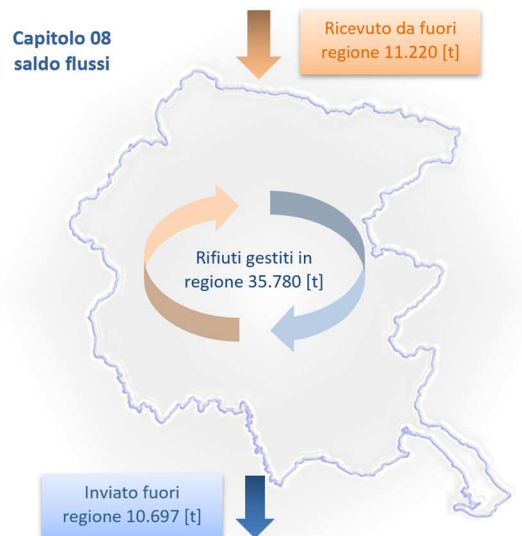 Capitolo 08
saldo flussi
Ricevuto da fuori
regione 11.220 [t]
Rifiuti gestiti in
regione 35.780 [t]
Inviato fuori
regione 10.697 [t]